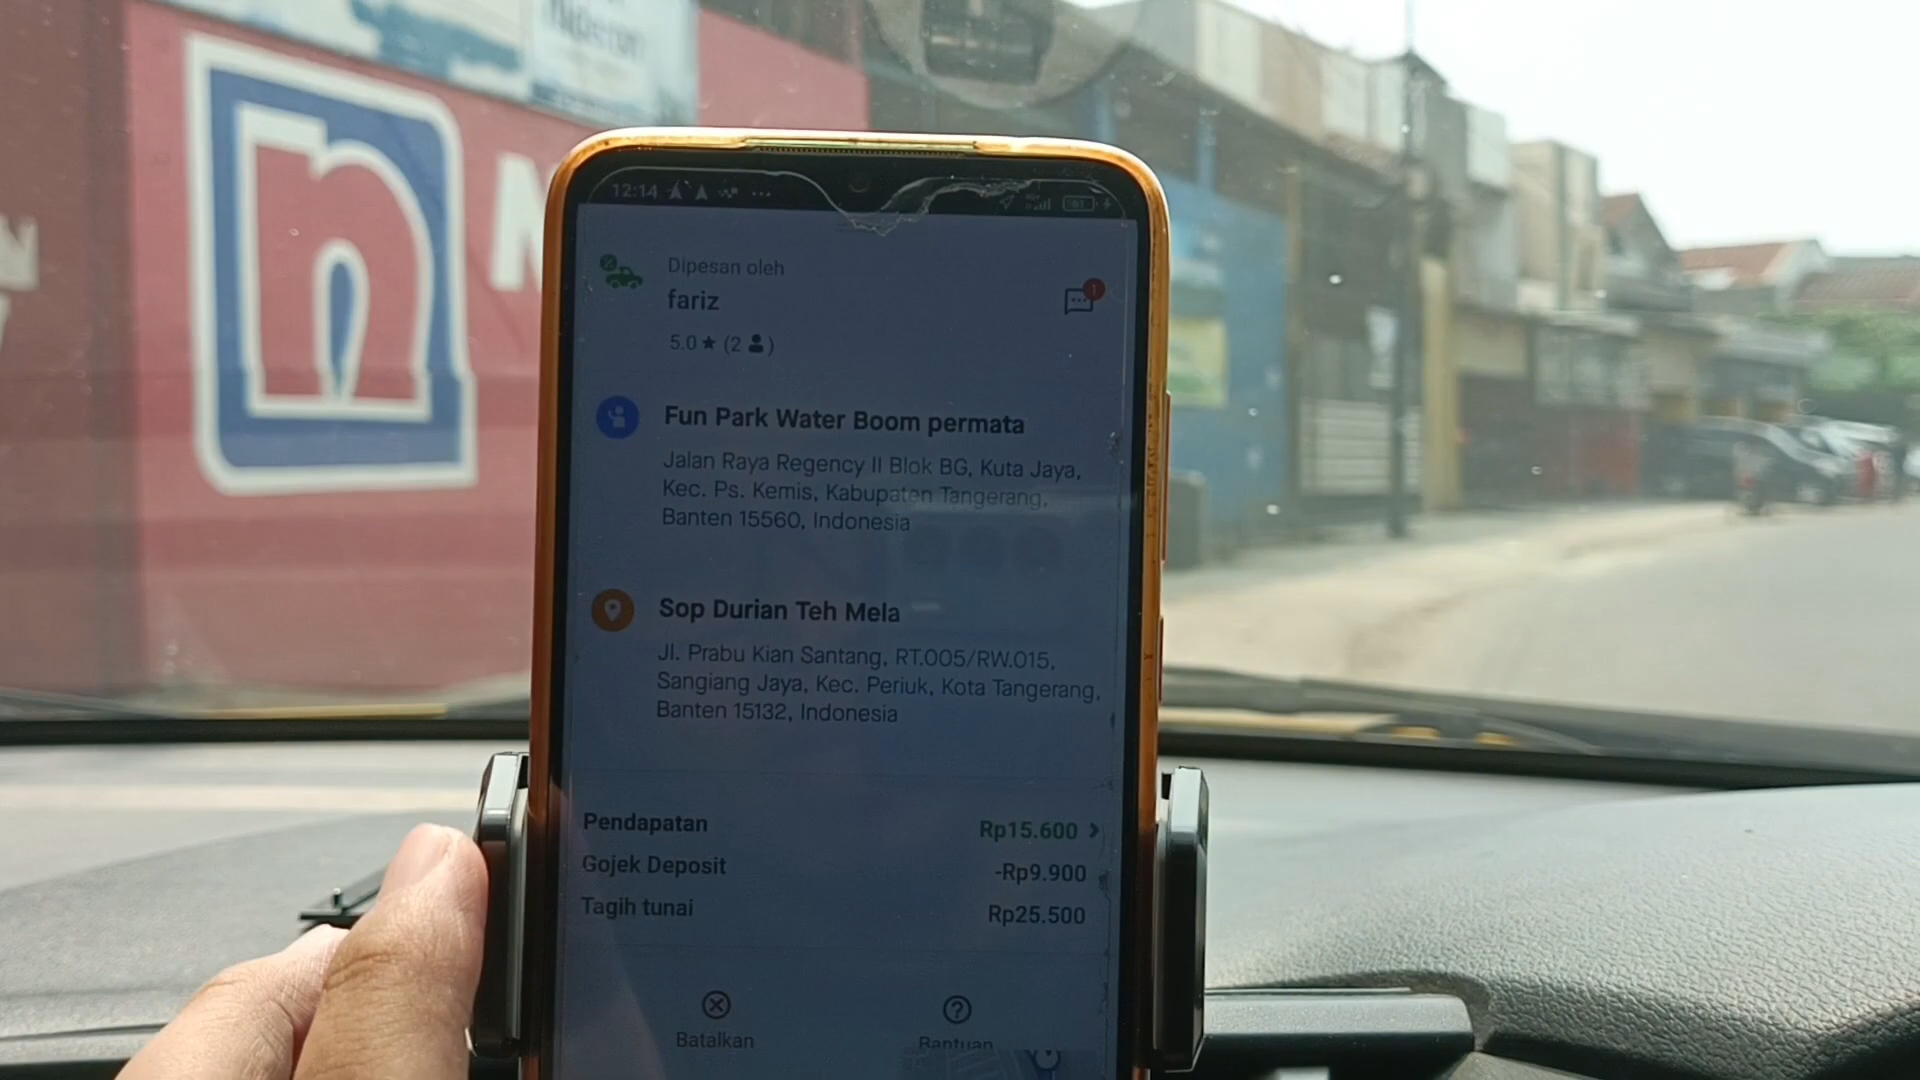 12:14
Dipesan oleh
fariz
1
5.0 ★ (2 )
Fun Park Water Boom permata
Jalan Raya Regency II Blok BG, Kuta Jaya,
Kec. Ps. Kemis, Kabupaten Tangerang,
Banten 15560, Indonesia
Sop Durian Teh Mela
Jl. Prabu Kian Santang, RT.005/RW.015,
Sangiang Jaya, Kec. Periuk, Kota Tangerang,
Banten 15132, Indonesia
Pendapatan Rp15.600
Gojek Deposit -Rp9.900
Tagih tunai Rp25.500
Batalkan
Bantuan
n
N